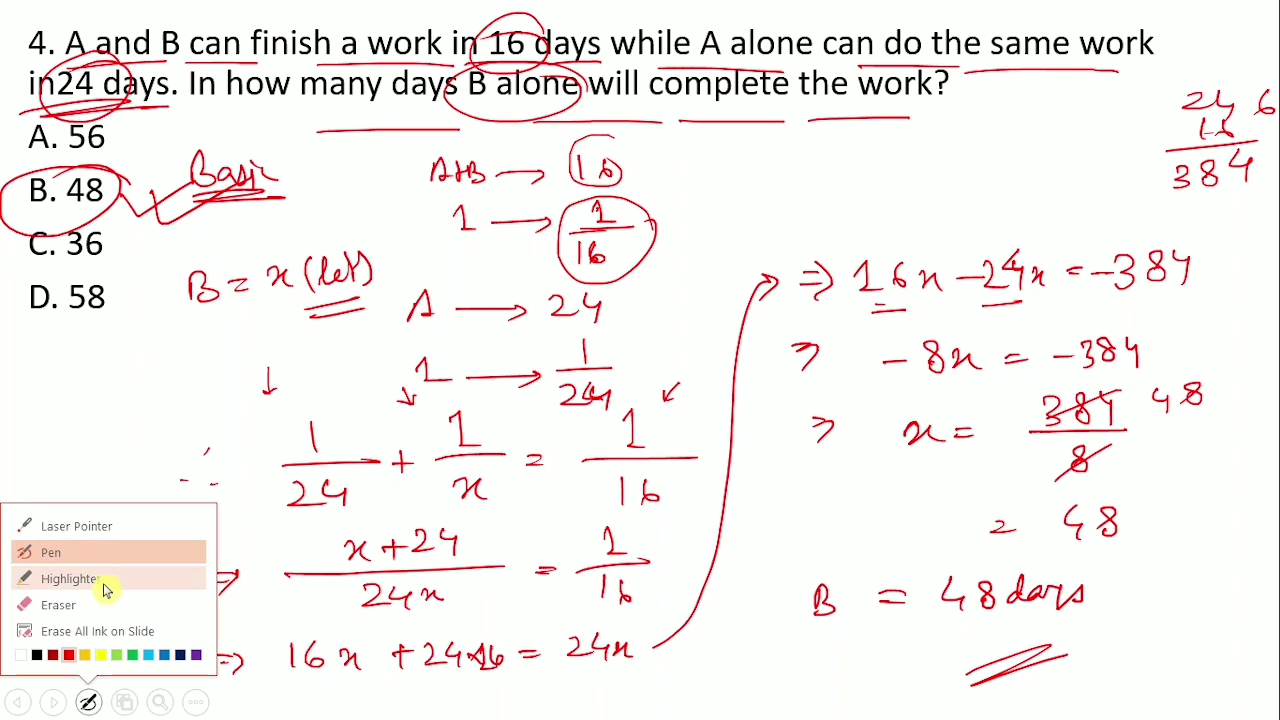 4. A and B can finish a work in 16 days while A alone can do the same work
in24 days. In how many days B alone will complete the work?
A. 56
B. 48
C. 36
D. 58
Basic
24 6
16
384
A+B → 16
1 → 1/16
B = x (let)
A → 24
1 → 1/24
∴ 1/24 + 1/x = 1/16
⇒ x+24/24x = 1/16
⇒ 16x + 24×16 = 24x
⇒ 16x – 24x = –384
⇒ – 8x = – 384
⇒ x = 384/8 48
= 48
B = 48 days
Laser Pointer
Pen
Highlighter
Eraser
Erase All Ink on Slide